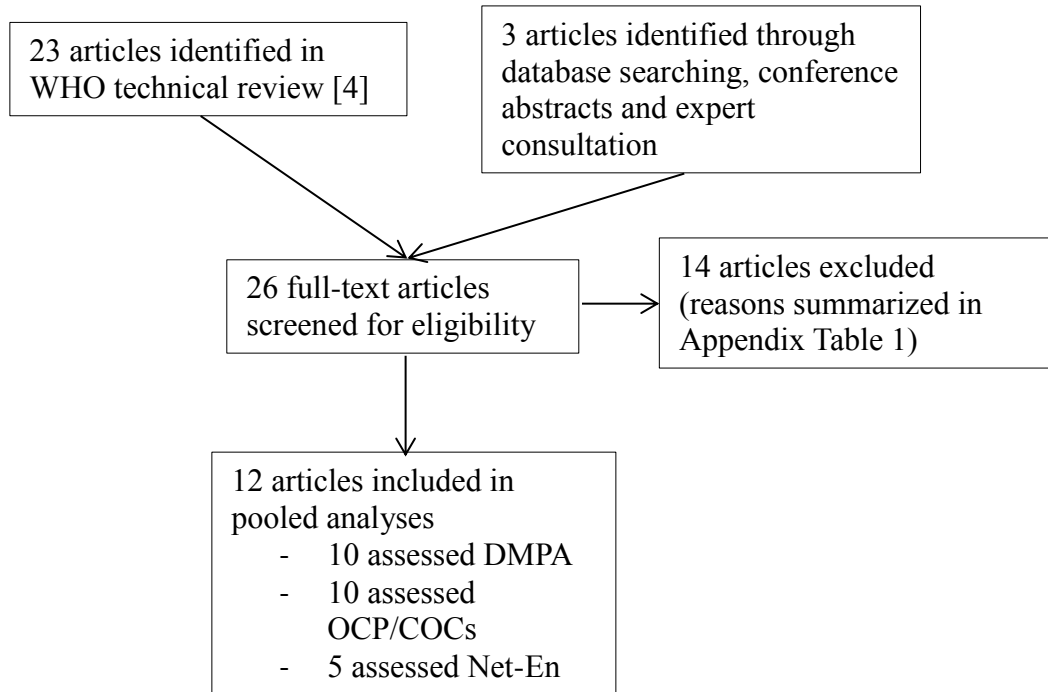 23 articles identified in
WHO technical review [4]
3 articles identified through
database searching, conference
abstracts and expert
consultation
26 full-text articles
screened for eligibility
14 articles excluded
(reasons summarized in
Appendix Table 1)
12 articles included in
pooled analyses
- 10 assessed DMPA
- 10 assessed
OCP/COCs
- 5 assessed Net-En